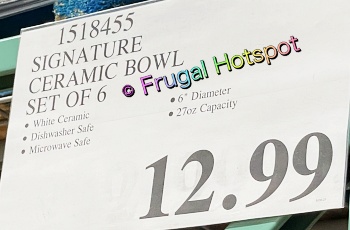 1518455
SIGNATURE
CERAMIC BOWL
SET OF 6
© Frugal Hotspot
• White Ceramic
• Dishwasher Safe
• Microwave Safe
• 6" Diameter
• 27oz Capacity
12.99